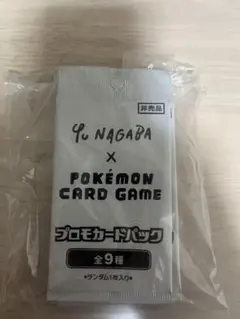 非売品
YU NAGABA
×
POKÉMON
CARD GAME
プロモカードパック
全9種
*ランダム1枚入り*